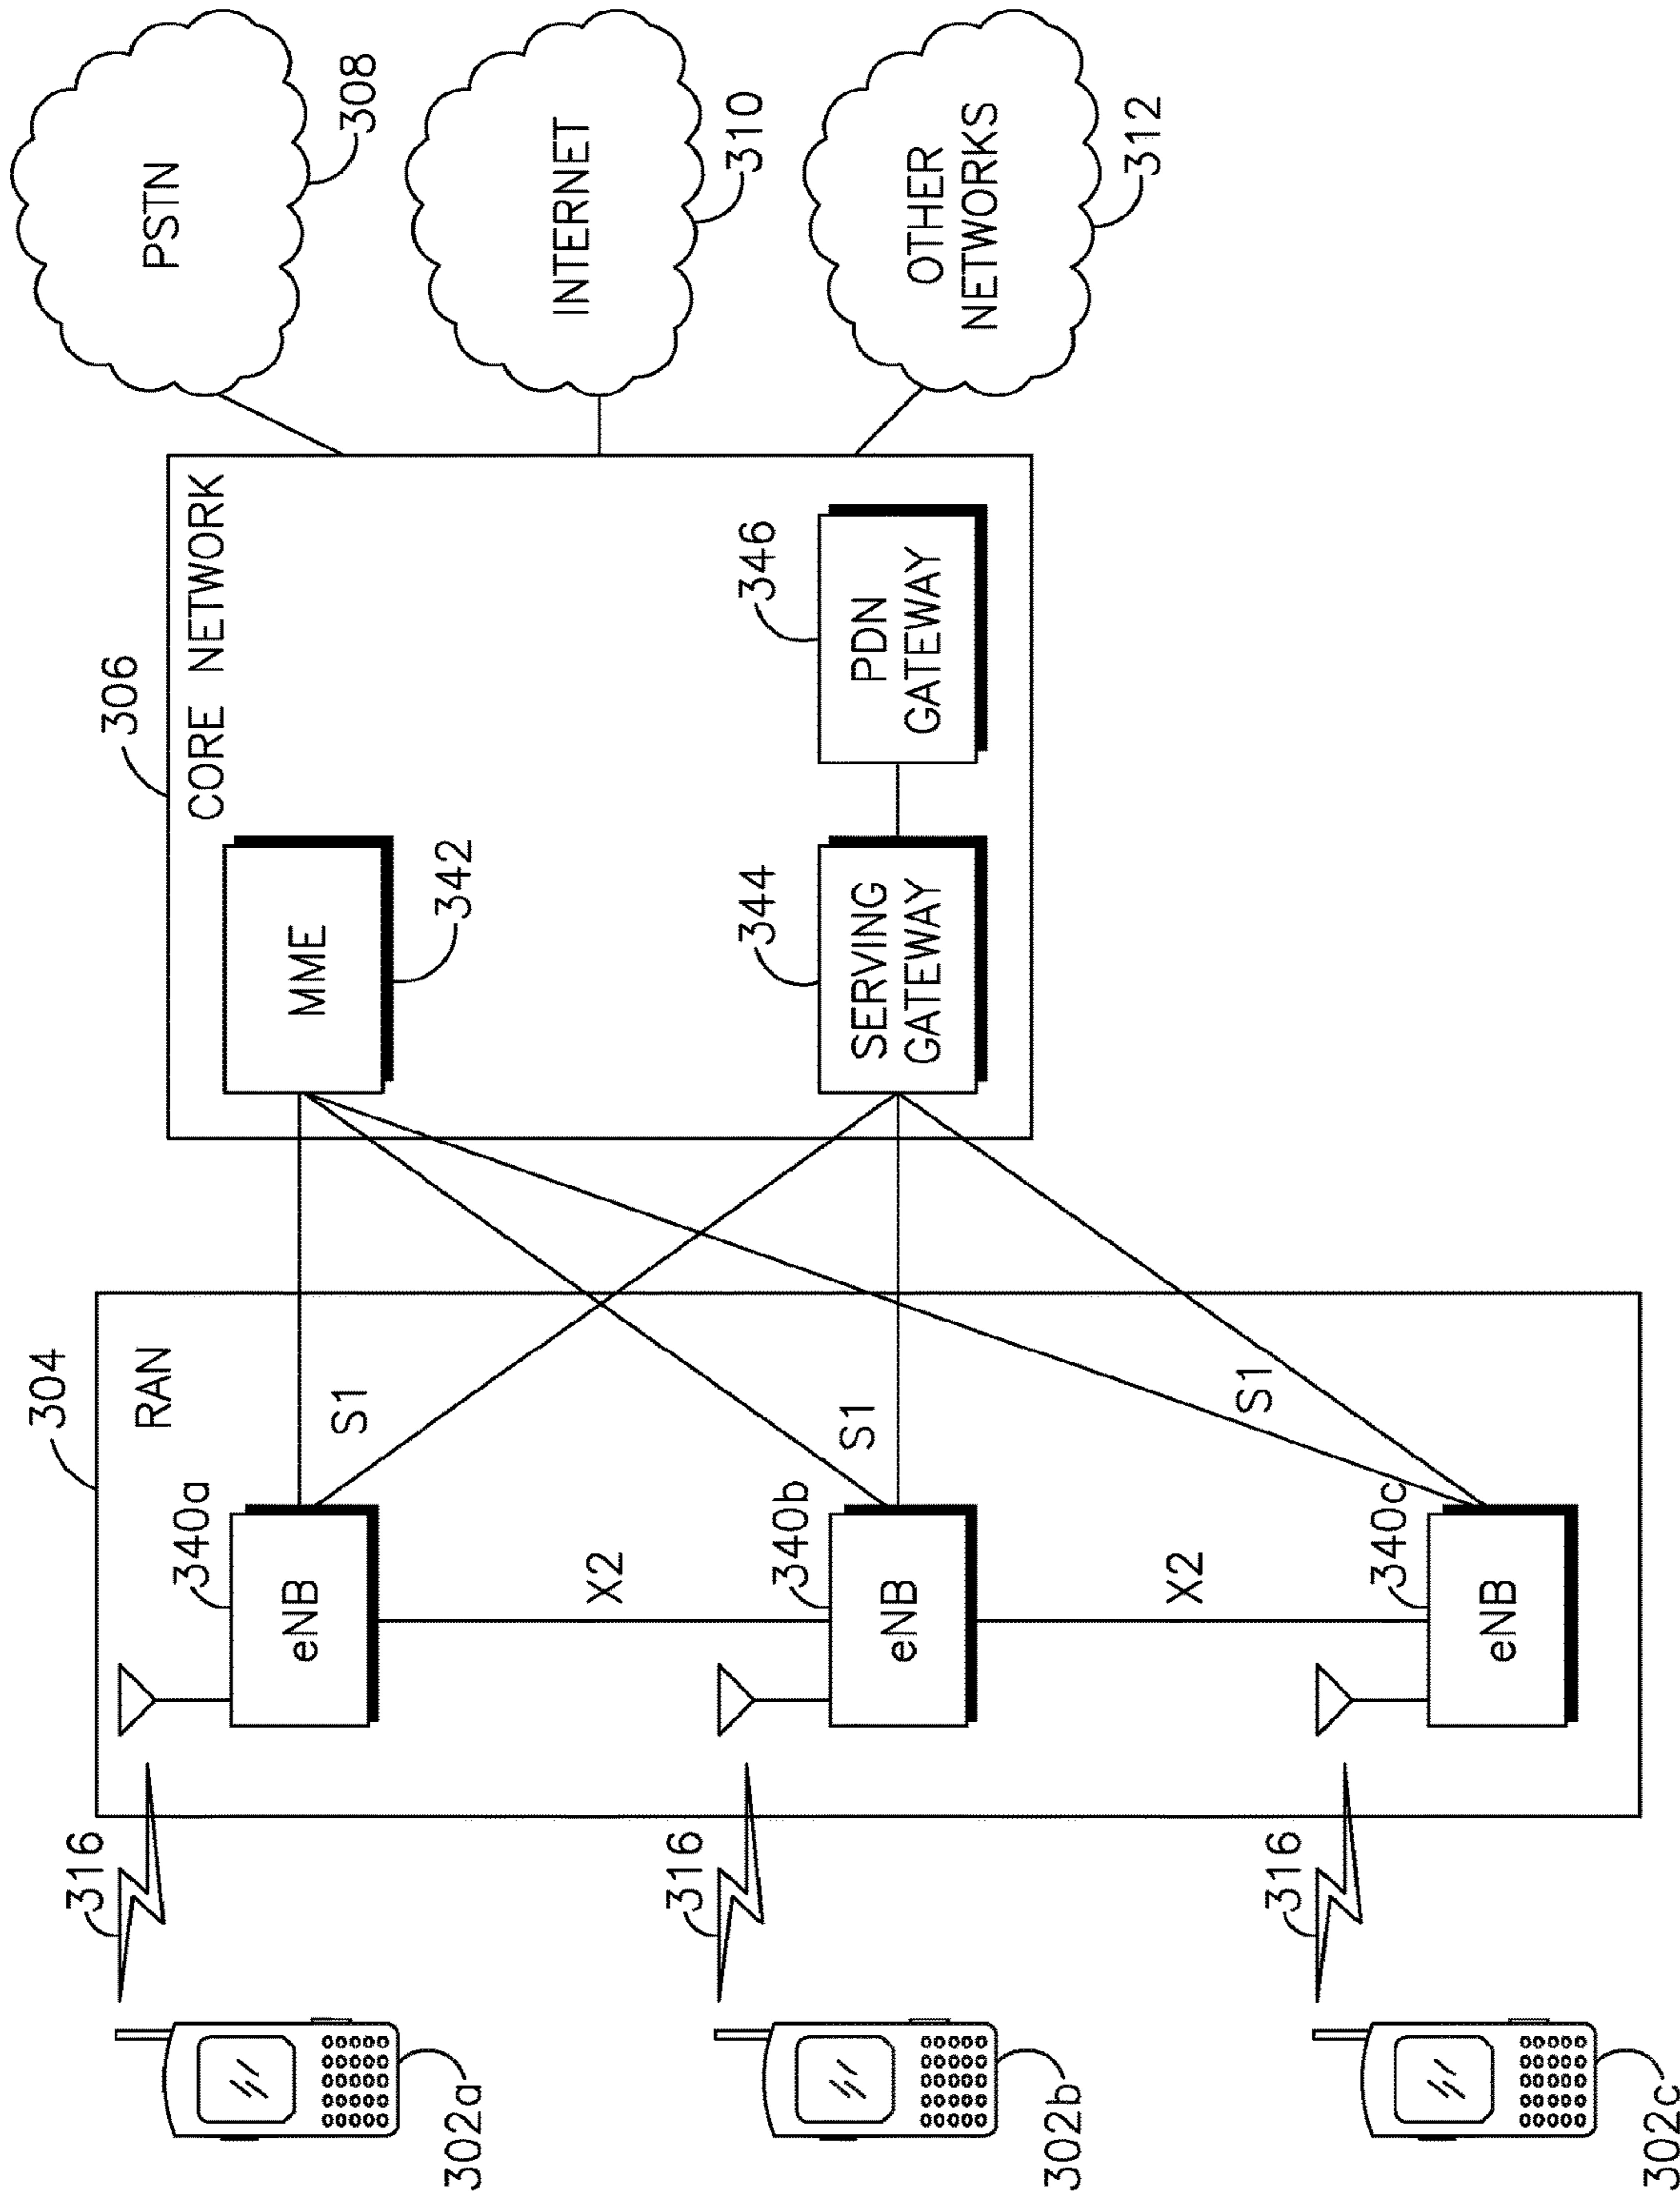 304
RAN
316
302a
340a
eNB
S1
X2
316
302b
340b
eNB
S1
X2
316
302c
340c
eNB
S1
306
CORE NETWORK
MME
342
344
SERVING
GATEWAY
346
PDN
GATEWAY
PSTN
308
INTERNET
310
OTHER
NETWORKS
312